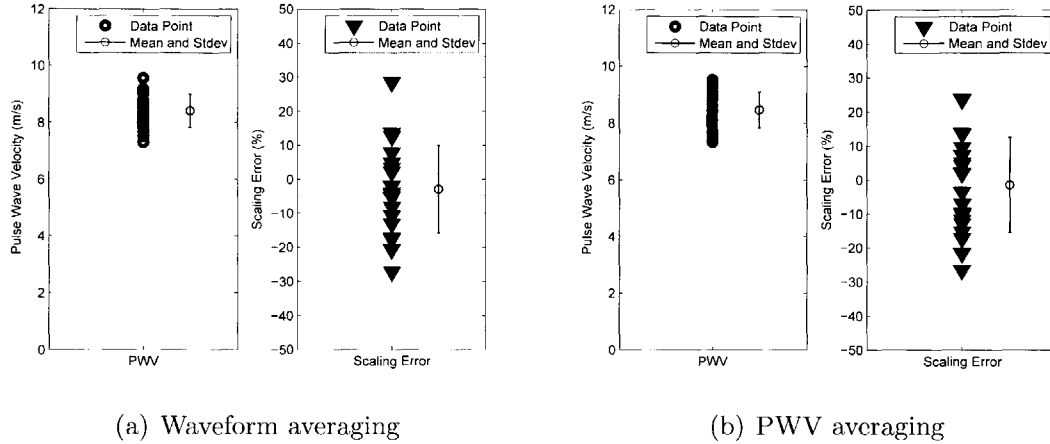 12
10
8
6
4
2
0
Pulse Wave Velocity (m/s)
Data Point
Mean and Stdev
PWV
50
40
30
20
10
0
−10
−20
−30
−40
−50
Scaling Error (%)
Data Point
Mean and Stdev
Scaling Error
(a) Waveform averaging
12
10
8
6
4
2
0
Pulse Wave Velocity (m/s)
Data Point
Mean and Stdev
PWV
50
40
30
20
10
0
−10
−20
−30
−40
−50
Scaling Error (%)
Data Point
Mean and Stdev
Scaling Error
(b) PWV averaging